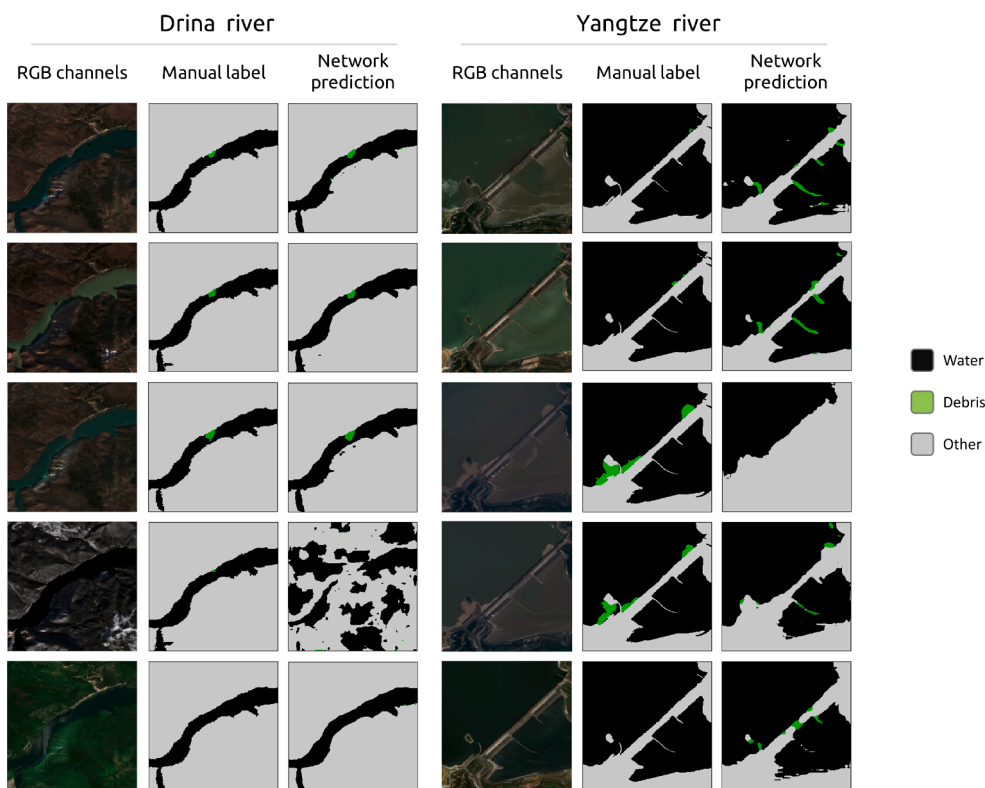 Drina river
Yangtze river
RGB channels
Manual label
Network
prediction
RGB channels
Manual label
Network
prediction
Water
Debris
Other